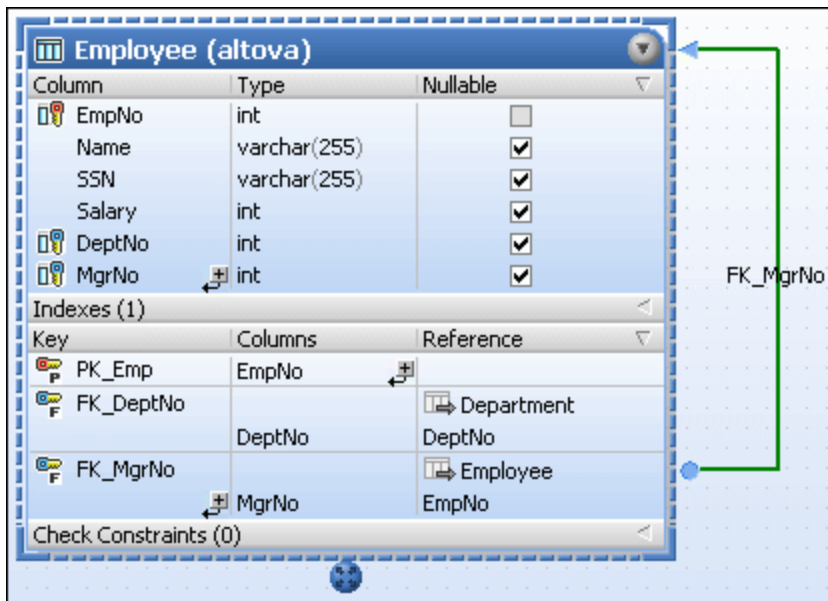 Employee (altova)
Column Type Nullable
EmpNo int
Name varchar(255)
SSN varchar(255)
Salary int
DeptNo int
MgrNo int
FK_MgrNo
Indexes (1)
Key Columns Reference
P PK_Emp EmpNo
F FK_DeptNo Department
DeptNo DeptNo
F FK_MgrNo Employee
MgrNo EmpNo
Check Constraints (0)